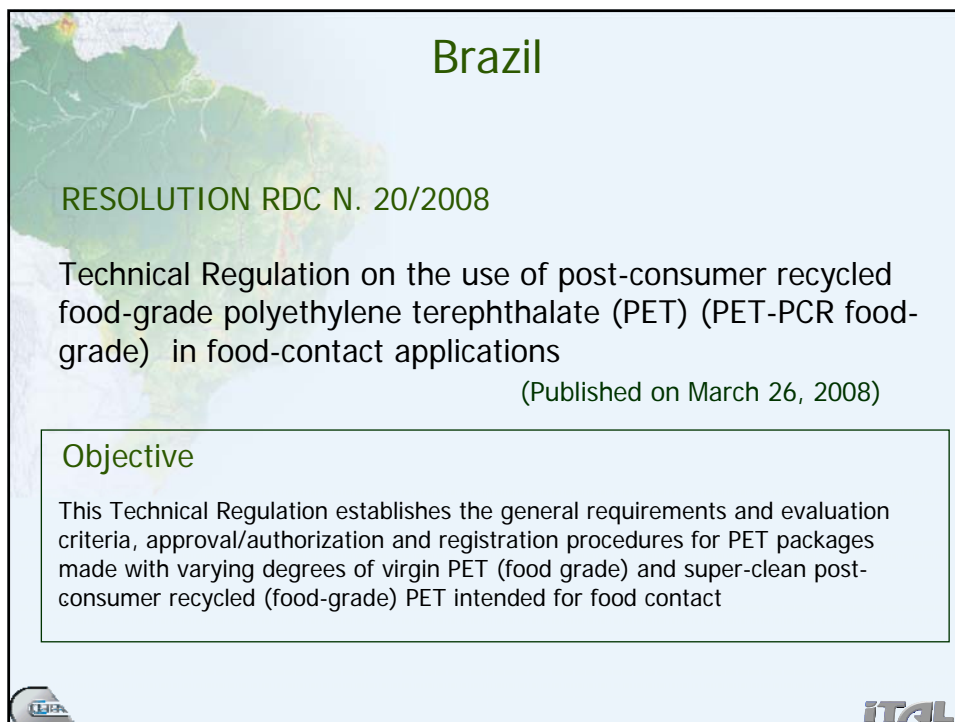 Brazil
RESOLUTION RDC N. 20/2008
Technical Regulation on the use of post-consumer recycled
food-grade polyethylene terephthalate (PET) (PET-PCR food-
grade) in food-contact applications
(Published on March 26, 2008)
Objective
This Technical Regulation establishes the general requirements and evaluation
criteria, approval/authorization and registration procedures for PET packages
made with varying degrees of virgin PET (food grade) and super-clean post-
consumer recycled (food-grade) PET intended for food contact
iTAL